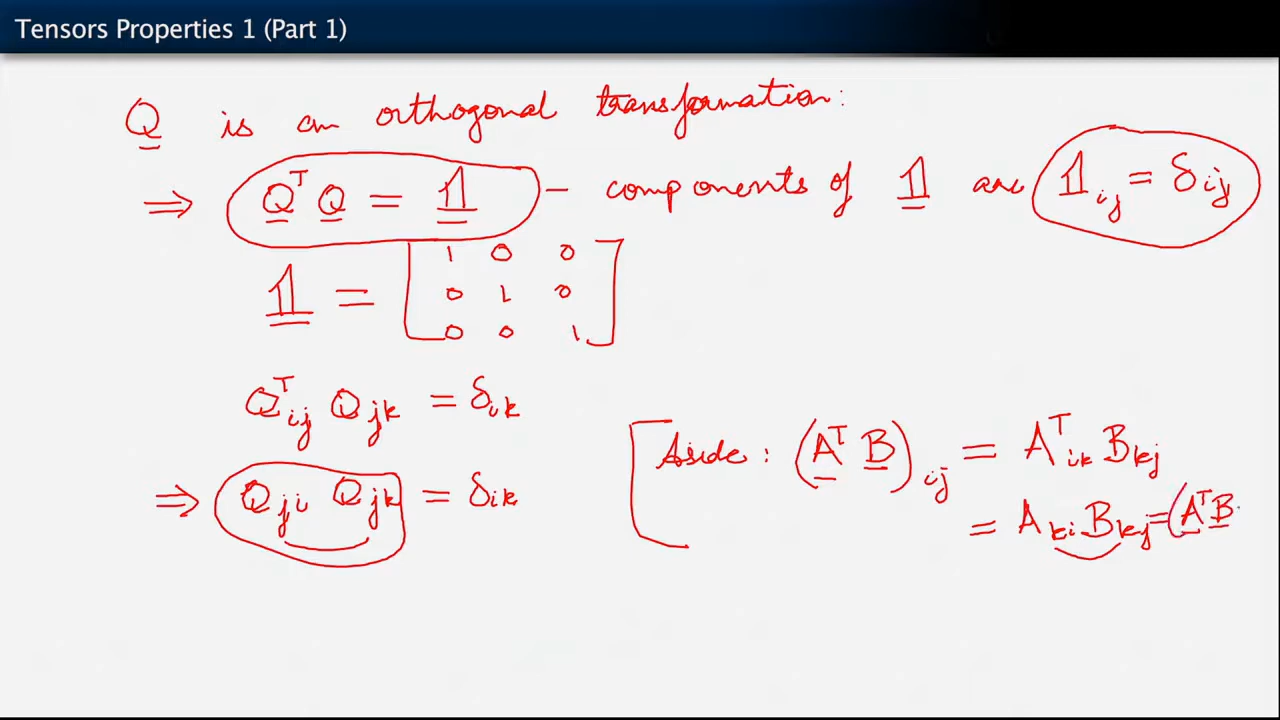 Tensors Properties 1 (Part 1)
Q is an orthogonal transformation:
⇒ QᵀQ = 𝟙 – components of 𝟙 are 𝟙ij = δij
𝟙 = [1 0 0
0 1 0
0 0 1]
Qᵀij Qjk = δik
⇒ Qji Qjk = δik
Aside: (Aᵀ B)ij = Aᵀik Bkj
= Aki Bkj = (AᵀB